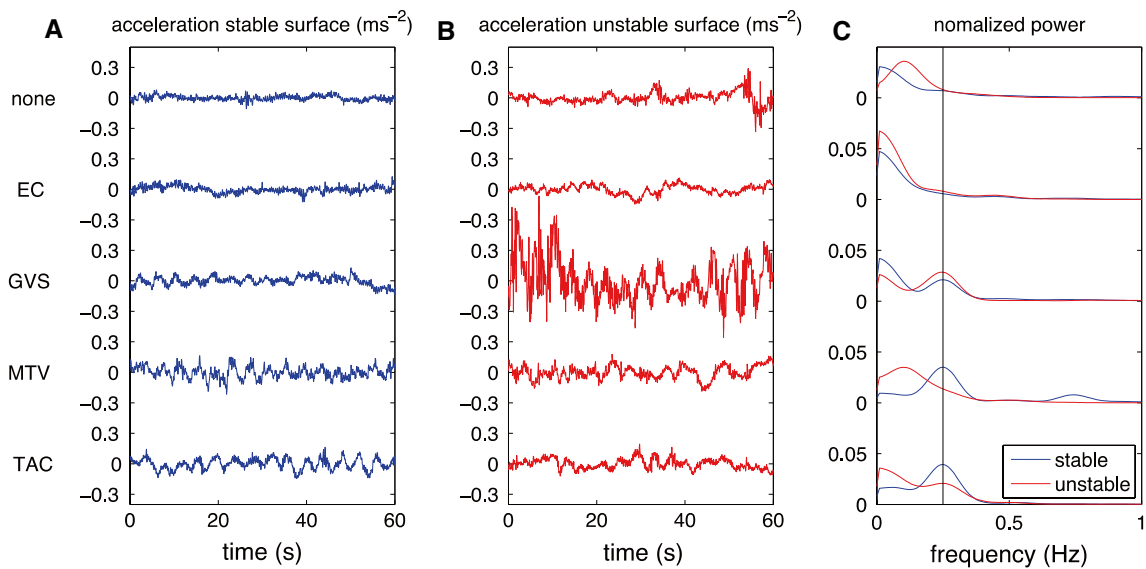 A acceleration stable surface (ms⁻²)
B acceleration unstable surface (ms⁻²)
C nomalized power
none
EC
GVS
MTV
TAC
0.3
0
−0.3
0.3
0
−0.3
0.3
0
−0.3
0.3
0
−0.3
0.3
0
−0.3
0 20 40 60
time (s)
0.3
0
−0.3
0.3
0
−0.3
0.3
0
−0.3
0.3
0
−0.3
0.3
0
−0.3
0 20 40 60
time (s)
0
0.05
0
0.05
0
0.05
0
0.05
0
stable
unstable
0 0.5 1
frequency (Hz)